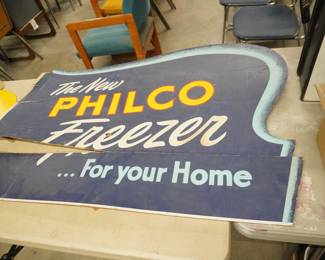 The New
PHILCO
Freezer
... For your Home